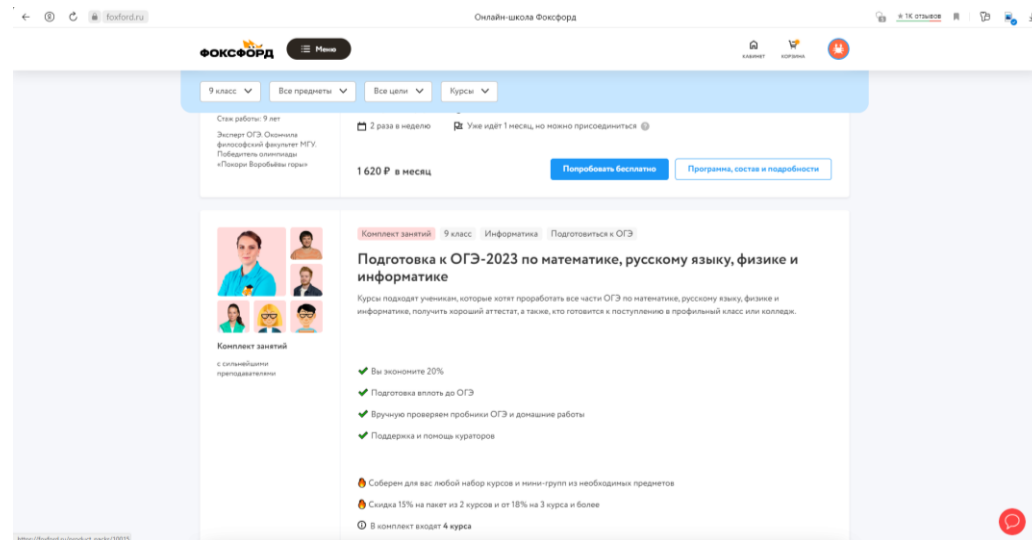 foxford.ru
Онлайн-школа Фоксфорд
★ 1К отзывов
ФОКСФОРД
Меню
КАБИНЕТ
КОРЗИНА
9 класс
Все предметы
Все цели
Курсы
Стаж работы: 9 лет
Эксперт ОГЭ. Окончила
философский факультет МГУ.
Победитель олимпиады
«Покори Воробьёвы горы»
2 раза в неделю
Уже идёт 1 месяц, но можно присоединиться
1 620 ₽ в месяц
Попробовать бесплатно
Программа, состав и подробности
Комплект занятий
9 класс
Информатика
Подготовиться к ОГЭ
Подготовка к ОГЭ-2023 по математике, русскому языку, физике и
информатике
Курсы подходят ученикам, которые хотят проработать все части ОГЭ по математике, русскому языку, физике и
информатике, получить хороший аттестат, а также, кто готовится к поступлению в профильный класс или колледж.
Комплект занятий
с сильнейшими
преподавателями
Вы экономите 20%
Подготовка вплоть до ОГЭ
Вручную проверяем пробники ОГЭ и домашние работы
Поддержка и помощь кураторов
Соберем для вас любой набор курсов и мини-групп из необходимых предметов
Скидка 15% на пакет из 2 курсов и от 18% на 3 курса и более
В комплект входят 4 курса